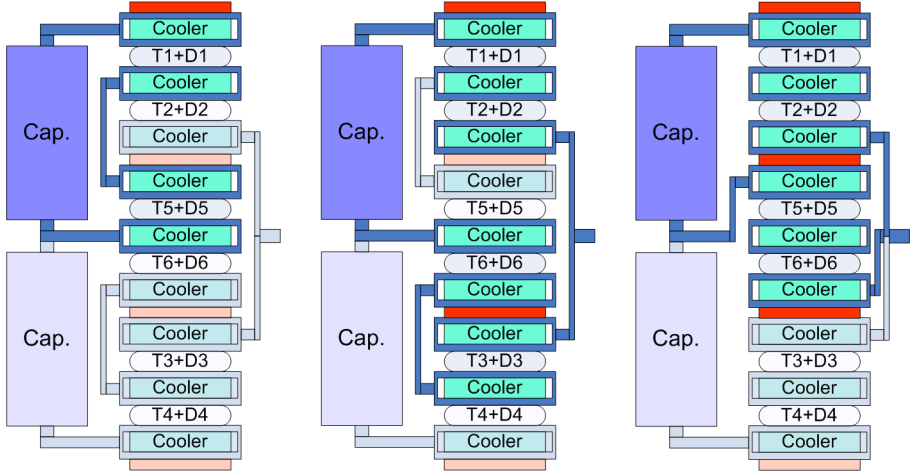 Cooler
T1+D1
Cooler
T2+D2
Cooler
Cooler
T5+D5
Cooler
T6+D6
Cooler
Cooler
T3+D3
Cooler
T4+D4
Cooler
Cap.
Cap.
Cooler
T1+D1
Cooler
T2+D2
Cooler
Cooler
T5+D5
Cooler
T6+D6
Cooler
Cooler
T3+D3
Cooler
T4+D4
Cooler
Cap.
Cap.
Cooler
T1+D1
Cooler
T2+D2
Cooler
Cooler
T5+D5
Cooler
T6+D6
Cooler
Cooler
T3+D3
Cooler
T4+D4
Cooler
Cap.
Cap.